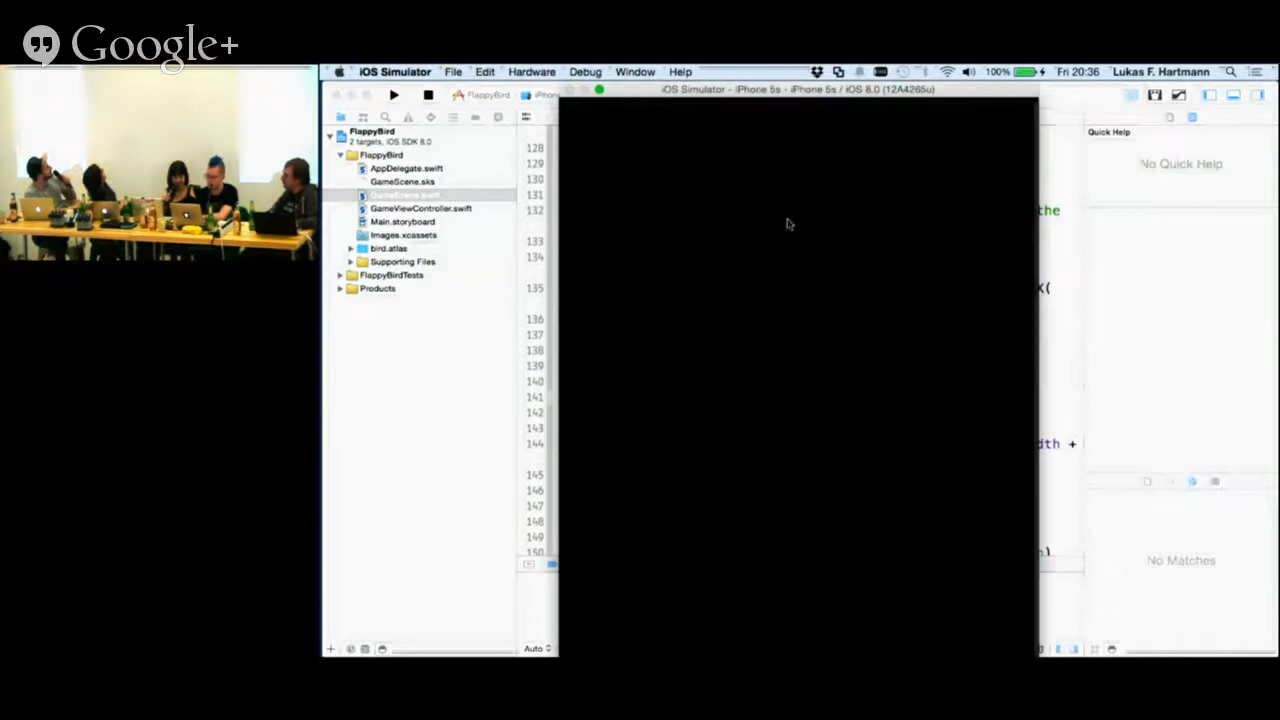 Google+
iOS Simulator File Edit Hardware Debug Window Help 100% Fri 20:36 Lukas F. Hartmann
iOS Simulator - iPhone 5s - iPhone 5s / iOS 8.0 (12A4265u)
FlappyBird iPhon
FlappyBird
2 targets, iOS SDK 8.0
FlappyBird
AppDelegate.swift
GameScene.sks
GameScene.swift
GameViewController.swift
Main.storyboard
Images.xcassets
bird.atlas
Supporting Files
FlappyBirdTests
Products
128
129
130
131
132
133
134
135
136
137
138
139
140
141
142
143
144
145
146
147
148
149
150
the
X(
dth +
)
Auto
Quick Help
No Quick Help
No Matches